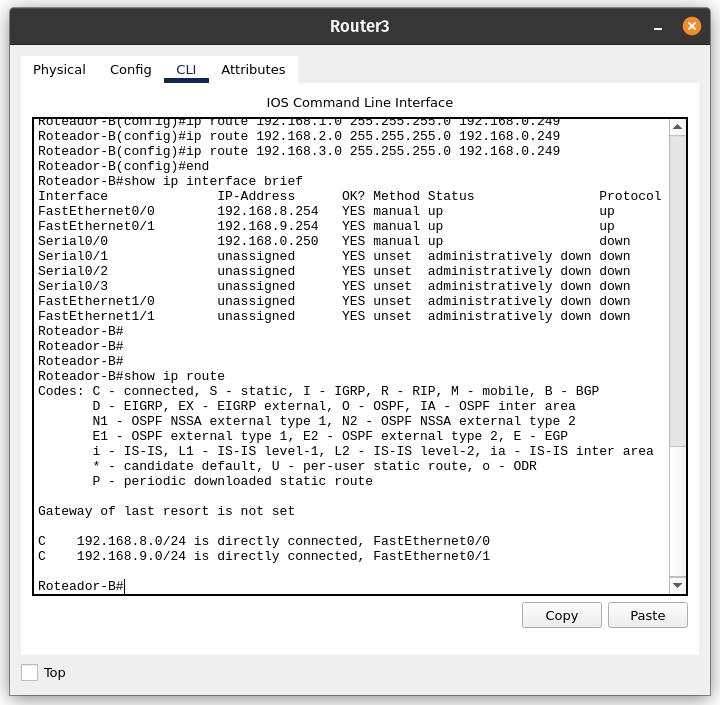 Router3
Physical Config CLI Attributes
IOS Command Line Interface
Roteador-B(config)#ip route 192.168.1.0 255.255.255.0 192.168.0.249
Roteador-B(config)#ip route 192.168.2.0 255.255.255.0 192.168.0.249
Roteador-B(config)#ip route 192.168.3.0 255.255.255.0 192.168.0.249
Roteador-B(config)#end
Roteador-B#show ip interface brief
Interface              IP-Address      OK? Method Status                Protocol
FastEthernet0/0        192.168.8.254   YES manual up                    up
FastEthernet0/1        192.168.9.254   YES manual up                    up
Serial0/0              192.168.0.250   YES manual up                    down
Serial0/1              unassigned      YES unset  administratively down down
Serial0/2              unassigned      YES unset  administratively down down
Serial0/3              unassigned      YES unset  administratively down down
FastEthernet1/0        unassigned      YES unset  administratively down down
FastEthernet1/1        unassigned      YES unset  administratively down down
Roteador-B#
Roteador-B#
Roteador-B#
Roteador-B#show ip route
Codes: C - connected, S - static, I - IGRP, R - RIP, M - mobile, B - BGP
       D - EIGRP, EX - EIGRP external, O - OSPF, IA - OSPF inter area
       N1 - OSPF NSSA external type 1, N2 - OSPF NSSA external type 2
       E1 - OSPF external type 1, E2 - OSPF external type 2, E - EGP
       i - IS-IS, L1 - IS-IS level-1, L2 - IS-IS level-2, ia - IS-IS inter area
       * - candidate default, U - per-user static route, o - ODR
       P - periodic downloaded static route
Gateway of last resort is not set
C    192.168.8.0/24 is directly connected, FastEthernet0/0
C    192.168.9.0/24 is directly connected, FastEthernet0/1
Roteador-B#
Copy Paste
Top